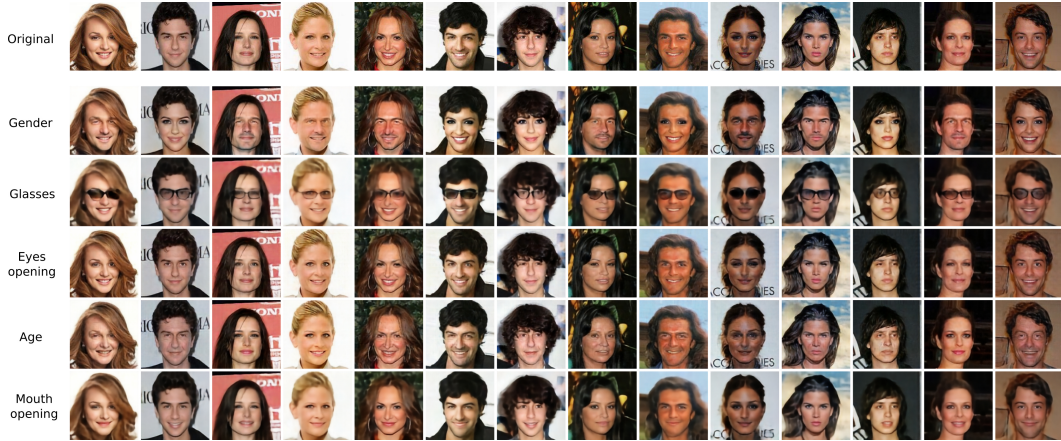 Original
Gender
Glasses
Eyes
opening
Age
Mouth
opening